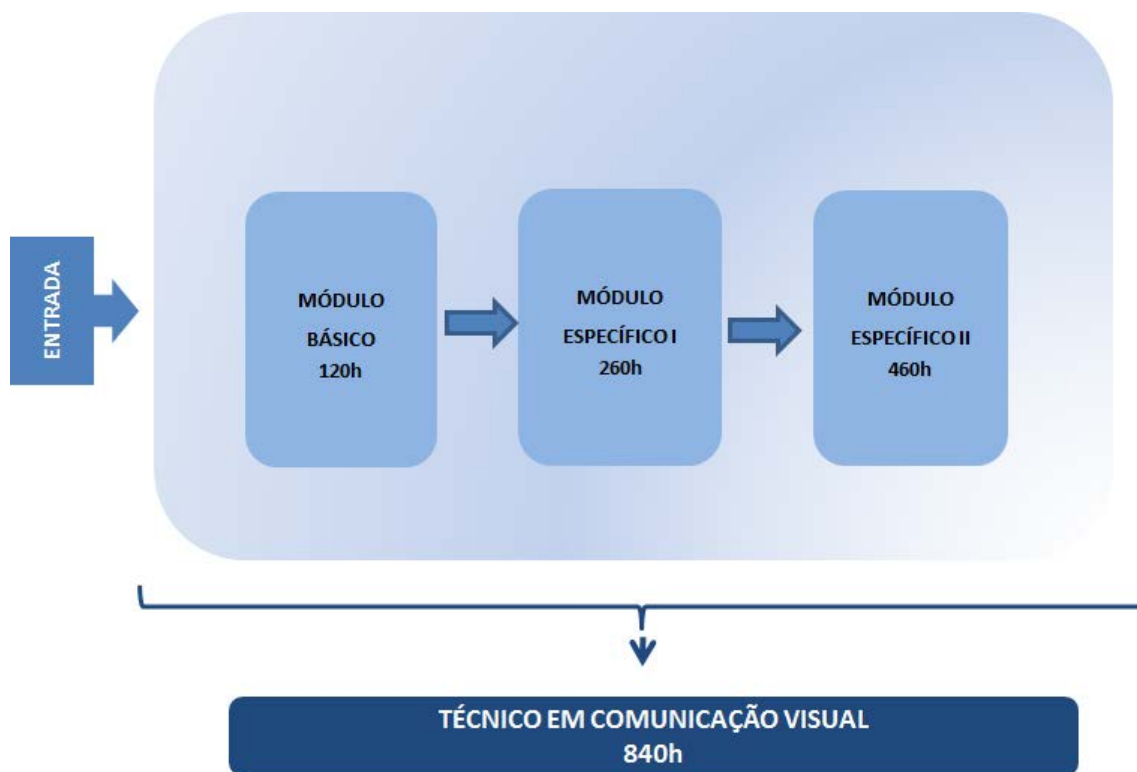 ENTRADA
MÓDULO
BÁSICO
120h
MÓDULO
ESPECÍFICO I
260h
MÓDULO
ESPECÍFICO II
460h
TÉCNICO EM COMUNICAÇÃO VISUAL
840h